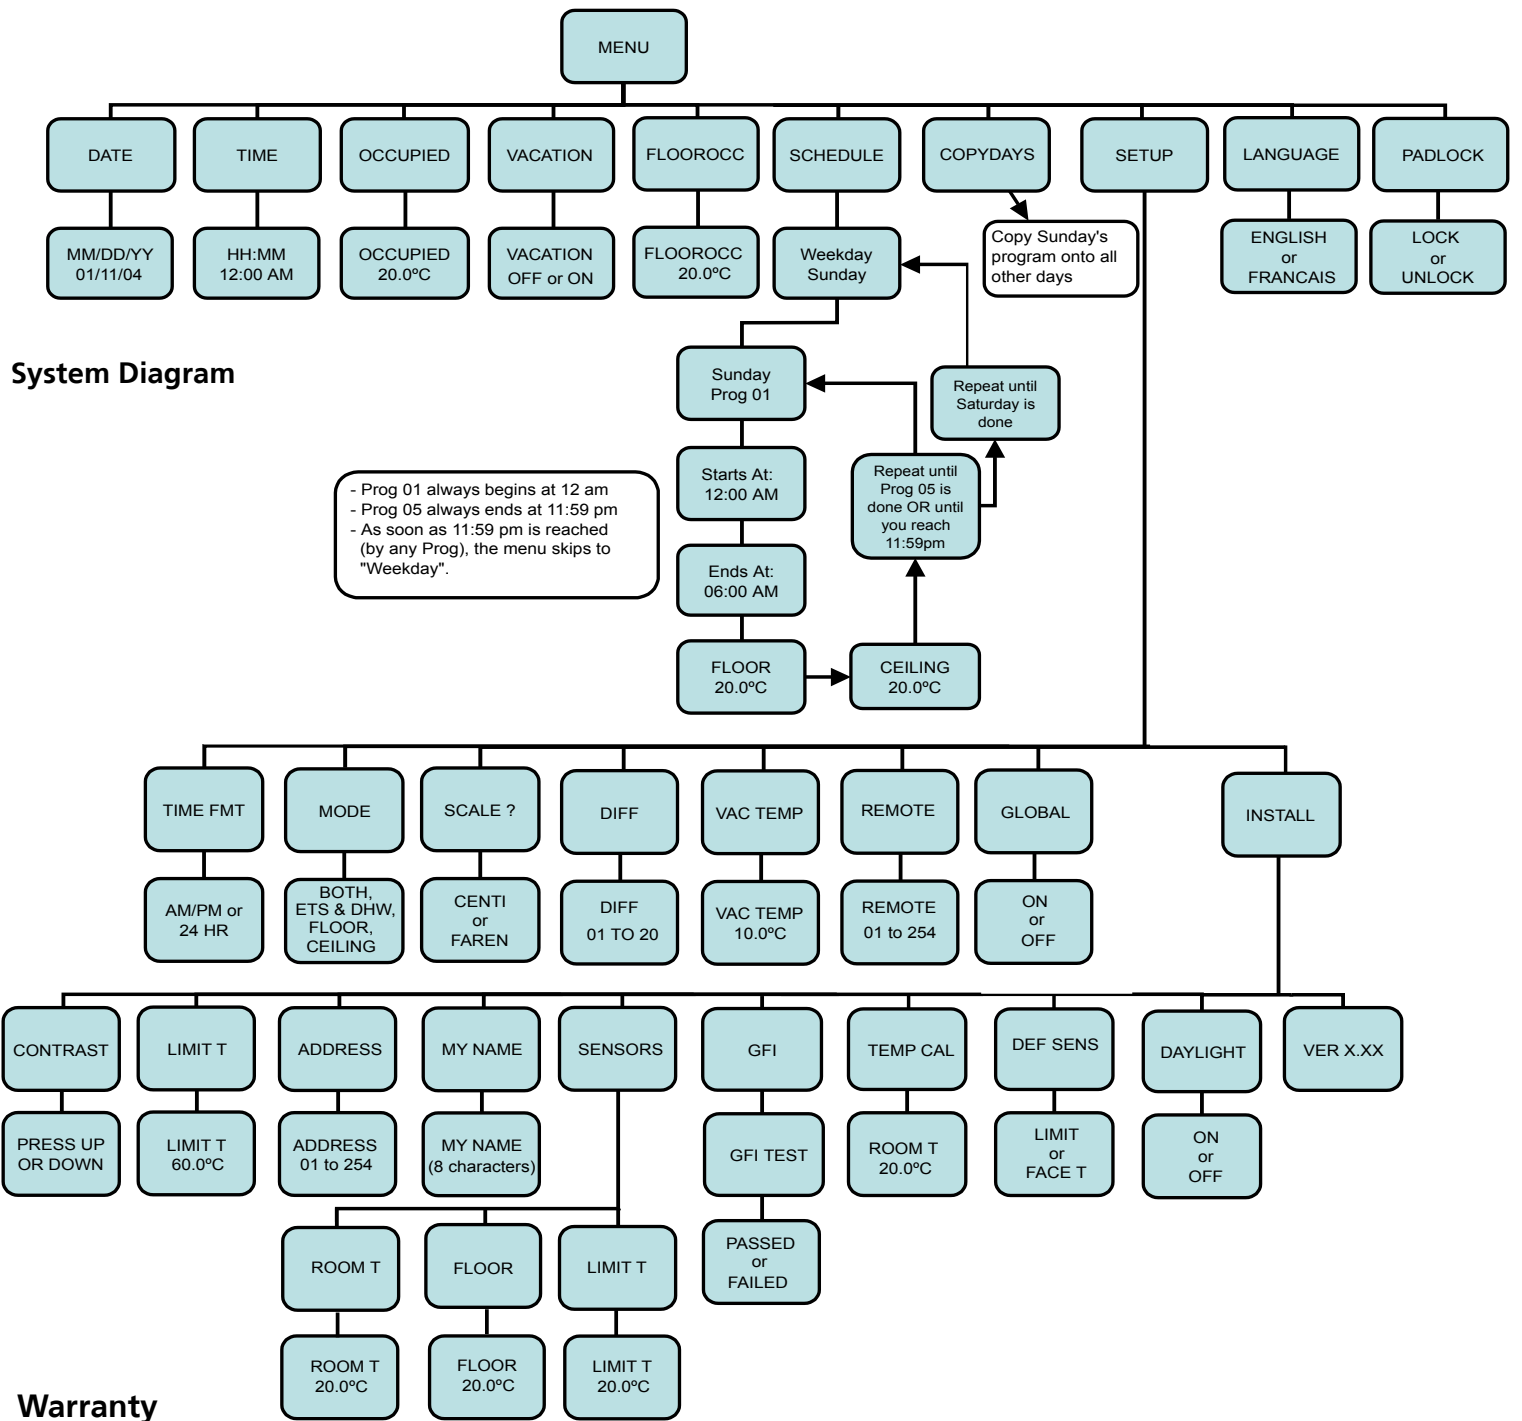 MENU
DATE
TIME
OCCUPIED
VACATION
FLOOROCC
SCHEDULE
COPYDAYS
SETUP
LANGUAGE
PADLOCK
MM/DD/YY
01/11/04
HH:MM
12:00 AM
OCCUPIED
20.0ºC
VACATION
OFF or ON
FLOOROCC
20.0ºC
Weekday
Sunday
Copy Sunday's
program onto all
other days
ENGLISH
or
FRANCAIS
LOCK
or
UNLOCK
System Diagram
Sunday
Prog 01
Repeat until
Saturday is
done
Starts At:
12:00 AM
Repeat until
Prog 05 is
done OR until
you reach
11:59pm
- Prog 01 always begins at 12 am
- Prog 05 always ends at 11:59 pm
- As soon as 11:59 pm is reached
(by any Prog), the menu skips to
"Weekday".
Ends At:
06:00 AM
FLOOR
20.0ºC
CEILING
20.0ºC
TIME FMT
MODE
SCALE ?
DIFF
VAC TEMP
REMOTE
GLOBAL
INSTALL
AM/PM or
24 HR
BOTH,
ETS & DHW,
FLOOR,
CEILING
CENTI
or
FAREN
DIFF
01 TO 20
VAC TEMP
10.0ºC
REMOTE
01 to 254
ON
or
OFF
CONTRAST
LIMIT T
ADDRESS
MY NAME
SENSORS
GFI
TEMP CAL
DEF SENS
DAYLIGHT
VER X.XX
PRESS UP
OR DOWN
LIMIT T
60.0ºC
ADDRESS
01 to 254
MY NAME
(8 characters)
GFI TEST
ROOM T
20.0ºC
LIMIT
or
FACE T
ON
or
OFF
ROOM T
FLOOR
LIMIT T
PASSED
or
FAILED
ROOM T
20.0ºC
FLOOR
20.0ºC
LIMIT T
20.0ºC
Warranty